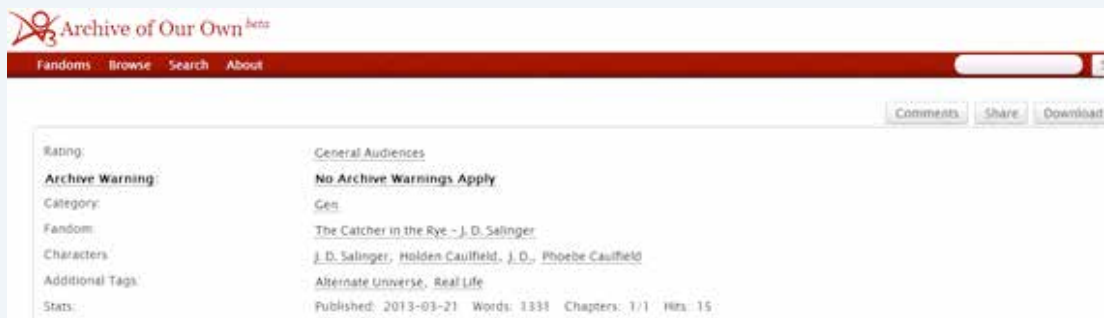 Archive of Our Own beta
Fandoms Browse Search About
Comments Share Download
Rating: General Audiences
Archive Warning: No Archive Warnings Apply
Category: Gen
Fandom: The Catcher in the Rye - J. D. Salinger
Characters: J. D. Salinger, Holden Caulfield, J. D., Phoebe Caulfield
Additional Tags: Alternate Universe, Real Life
Stats: Published: 2013-03-21 Words: 1331 Chapters: 1/1 Hits: 15